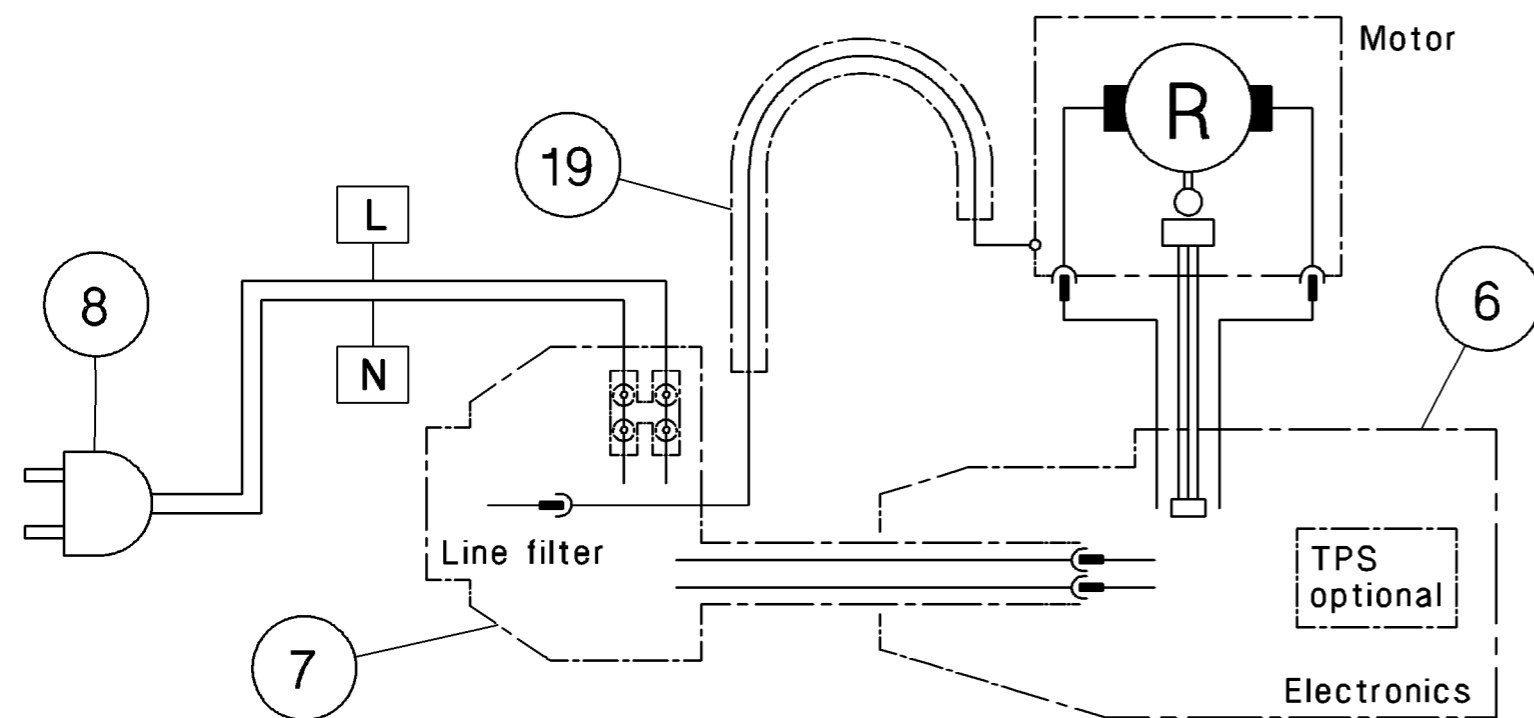 Motor
R
19
L
8
6
N
Line filter
TPS
optional
7
Electronics